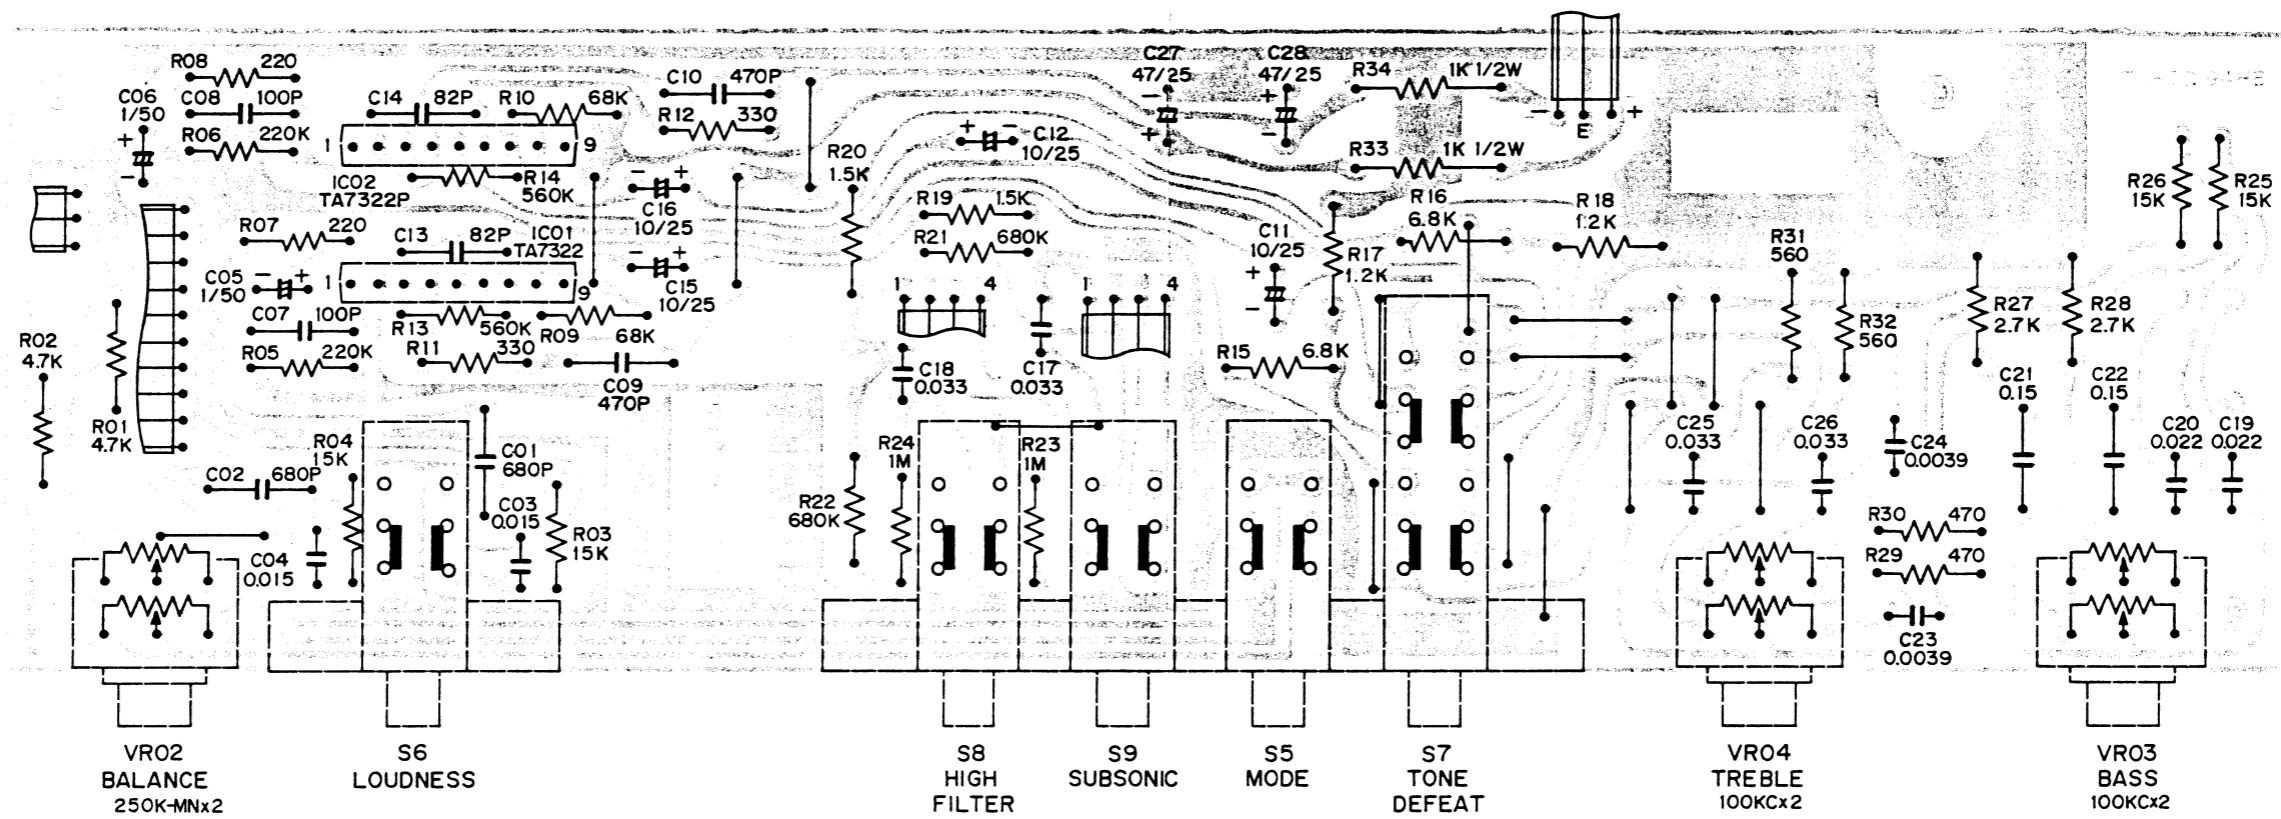 R08 220
C08 100P
R06 220K
C06
1/50
+
-
C14 82P
R10 68K
1 9
IC02
TA7322P
R14
560K
C10 470P
R12 330
- +
C16
10/25
- +
C15
10/25
R20
1.5K
+ -
C12
10/25
R19 1.5K
R21 680K
C27
47/25
-
+
C28
47/25
+
-
R34 1K 1/2W
R33 1K 1/2W
- E +
R16
6.8K
R18
1.2K
R17
1.2K
C11
10/25
+
-
R15 6.8K
R31
560
R32
560
R26
15K
R25
15K
R27
2.7K
R28
2.7K
R07 220
C13 82P
IC01
TA7322
1 9
C05
1/50
- +
C07 100P
R05 220K
R13 560K
R11 330
R09 68K
C09
470P
R02
4.7K
R01
4.7K
1 4
C18
0.033
C17
0.033
1 4
C02 680P
R04
15K
C01
680P
C03
0.015
R03
15K
C04
0.015
R22
680K
R24
1M
R23
1M
C25
0.033
C26
0.033
C24
0.0039
C21
0.15
C22
0.15
C20
0.022
C19
0.022
R30 470
R29 470
C23
0.0039
VR02
BALANCE
250K-MNx2
S6
LOUDNESS
S8
HIGH
FILTER
S9
SUBSONIC
S5
MODE
S7
TONE
DEFEAT
VR04
TREBLE
100KCx2
VR03
BASS
100KCx2